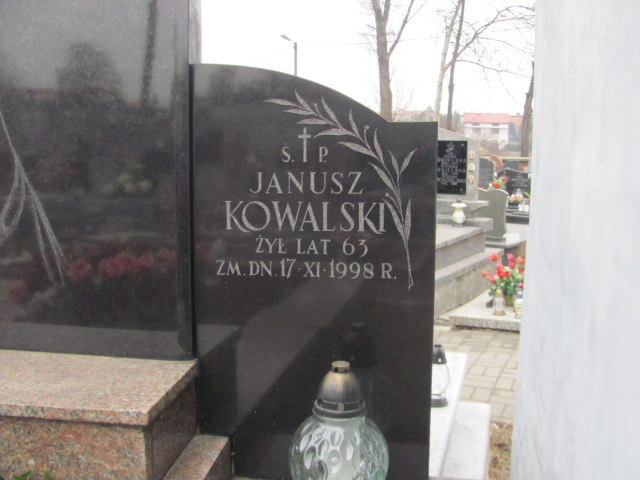 Ś. P.
JANUSZ
KOWALSKI
ŻYŁ LAT 63
ZM. DN. 17·XI·1998 R.